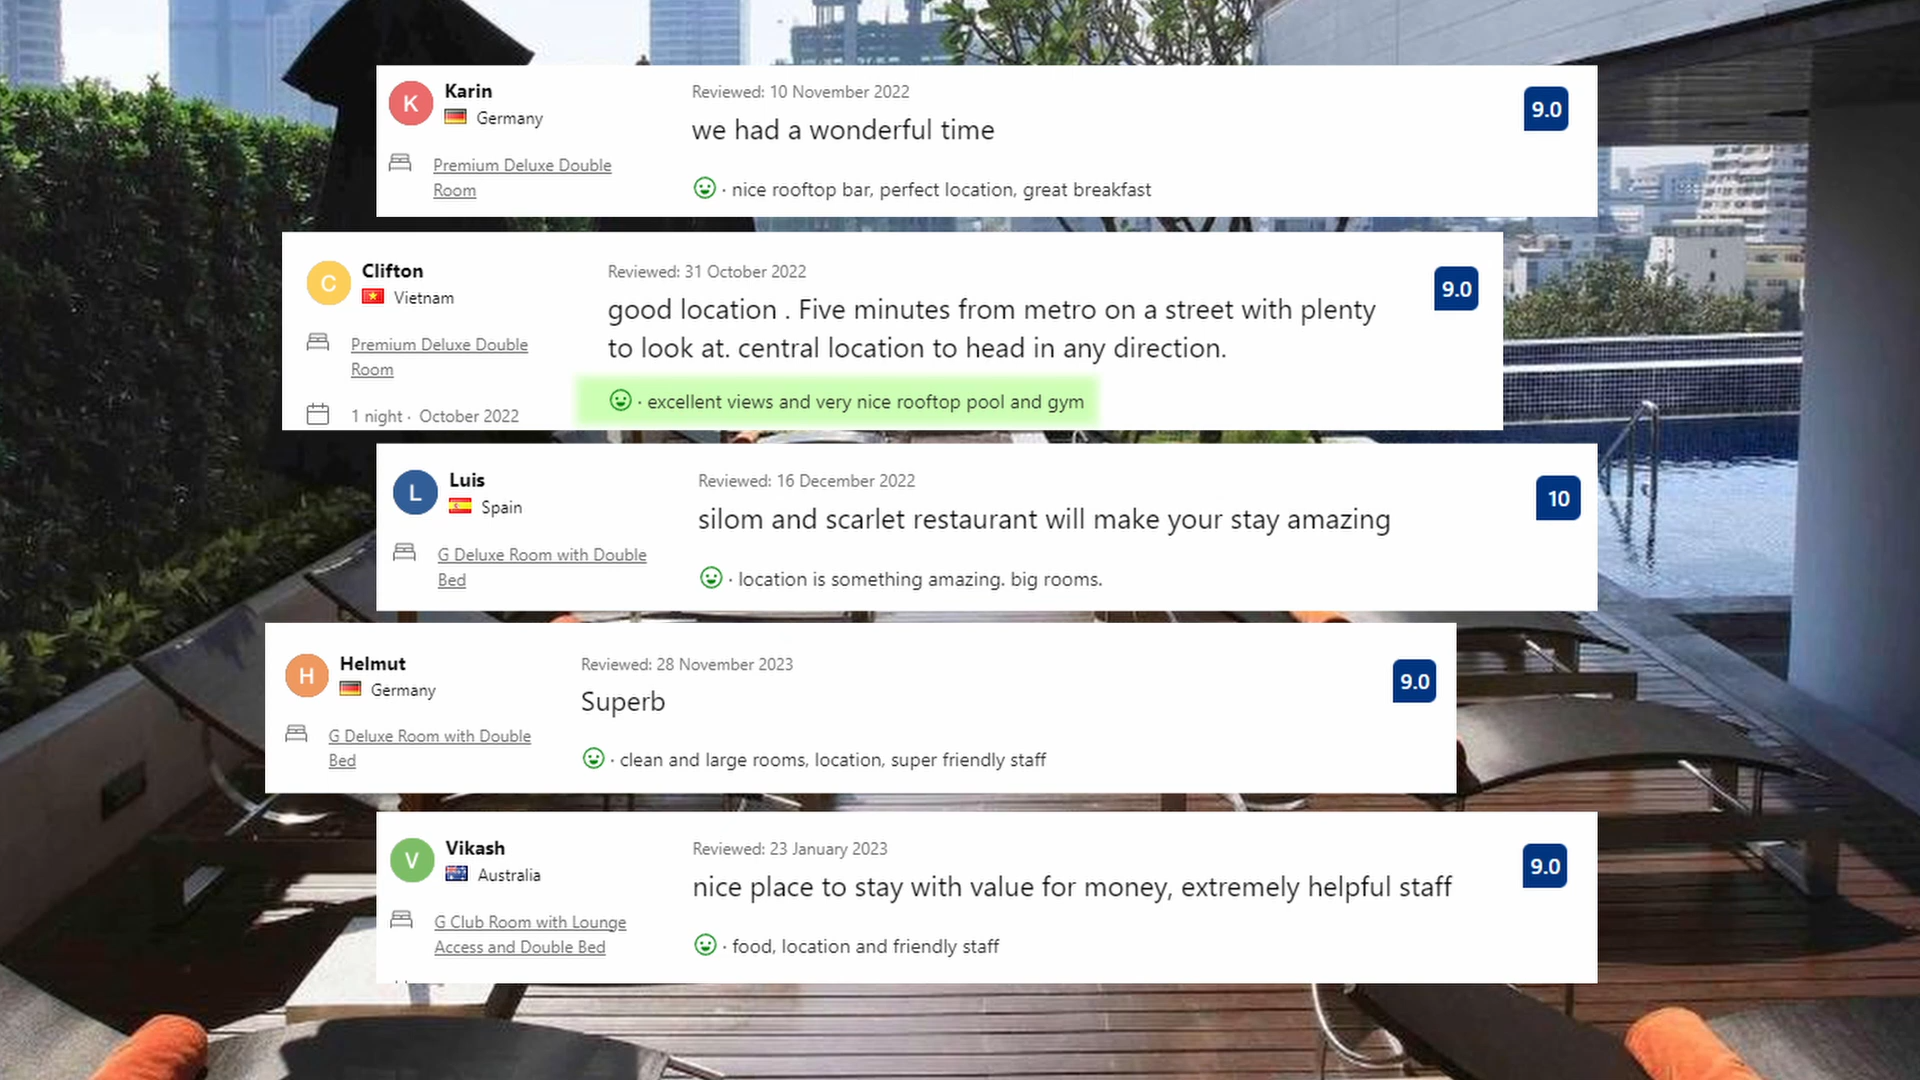 K
Karin
Germany
Premium Deluxe Double
Room
Reviewed: 10 November 2022
we had a wonderful time
· nice rooftop bar, perfect location, great breakfast
9.0
C
Clifton
Vietnam
Premium Deluxe Double
Room
1 night · October 2022
Reviewed: 31 October 2022
good location . Five minutes from metro on a street with plenty
to look at. central location to head in any direction.
· excellent views and very nice rooftop pool and gym
9.0
L
Luis
Spain
G Deluxe Room with Double
Bed
Reviewed: 16 December 2022
silom and scarlet restaurant will make your stay amazing
· location is something amazing. big rooms.
10
H
Helmut
Germany
G Deluxe Room with Double
Bed
Reviewed: 28 November 2023
Superb
· clean and large rooms, location, super friendly staff
9.0
V
Vikash
Australia
G Club Room with Lounge
Access and Double Bed
Reviewed: 23 January 2023
nice place to stay with value for money, extremely helpful staff
· food, location and friendly staff
9.0